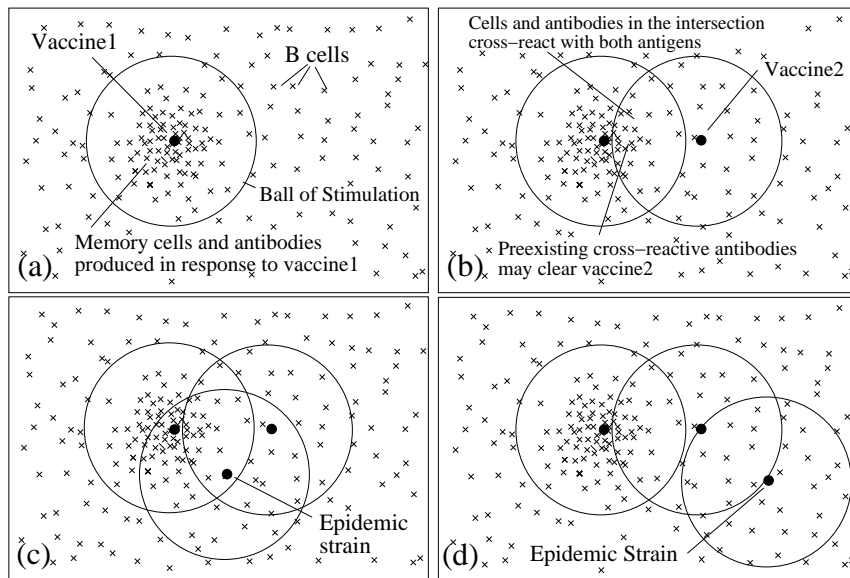 Vaccine1
B cells
Ball of Stimulation
Memory cells and antibodies
produced in response to vaccine1
(a)
Cells and antibodies in the intersection
cross−react with both antigens
Vaccine2
Preexisting cross−reactive antibodies
may clear vaccine2
(b)
Epidemic
strain
(c)
Epidemic Strain
(d)